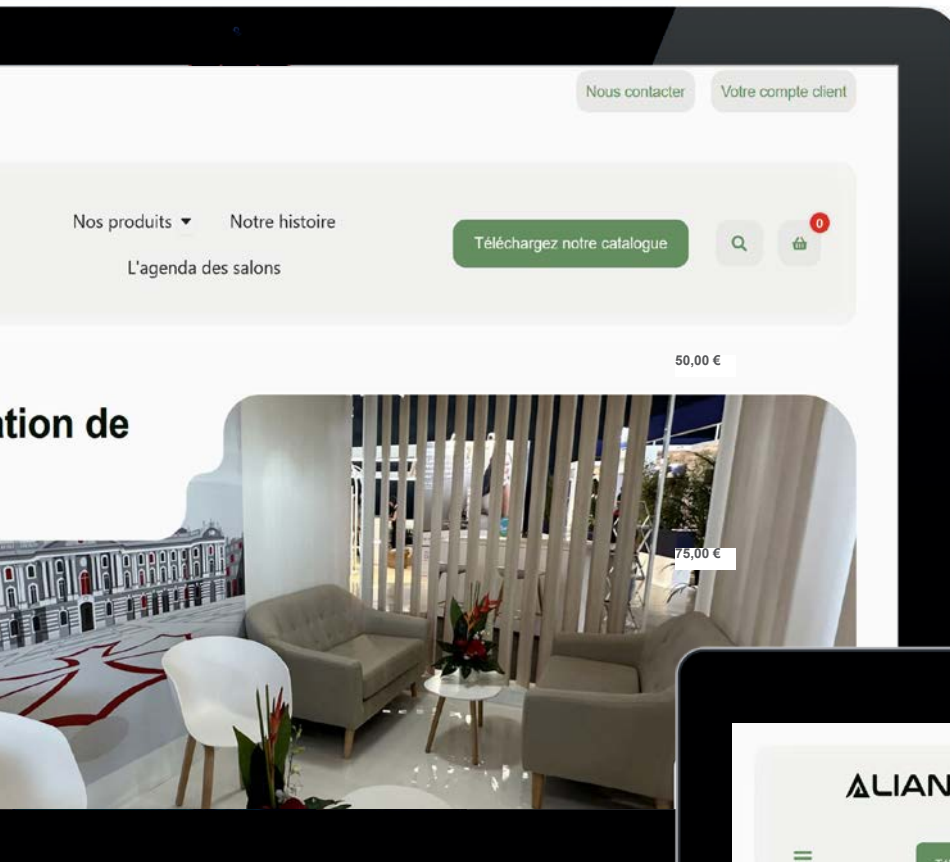 Nous contacter
Votre compte client
Nos produits
Notre histoire
L'agenda des salons
Téléchargez notre catalogue
0
50,00 €
tion de
75,00 €
ALIAN